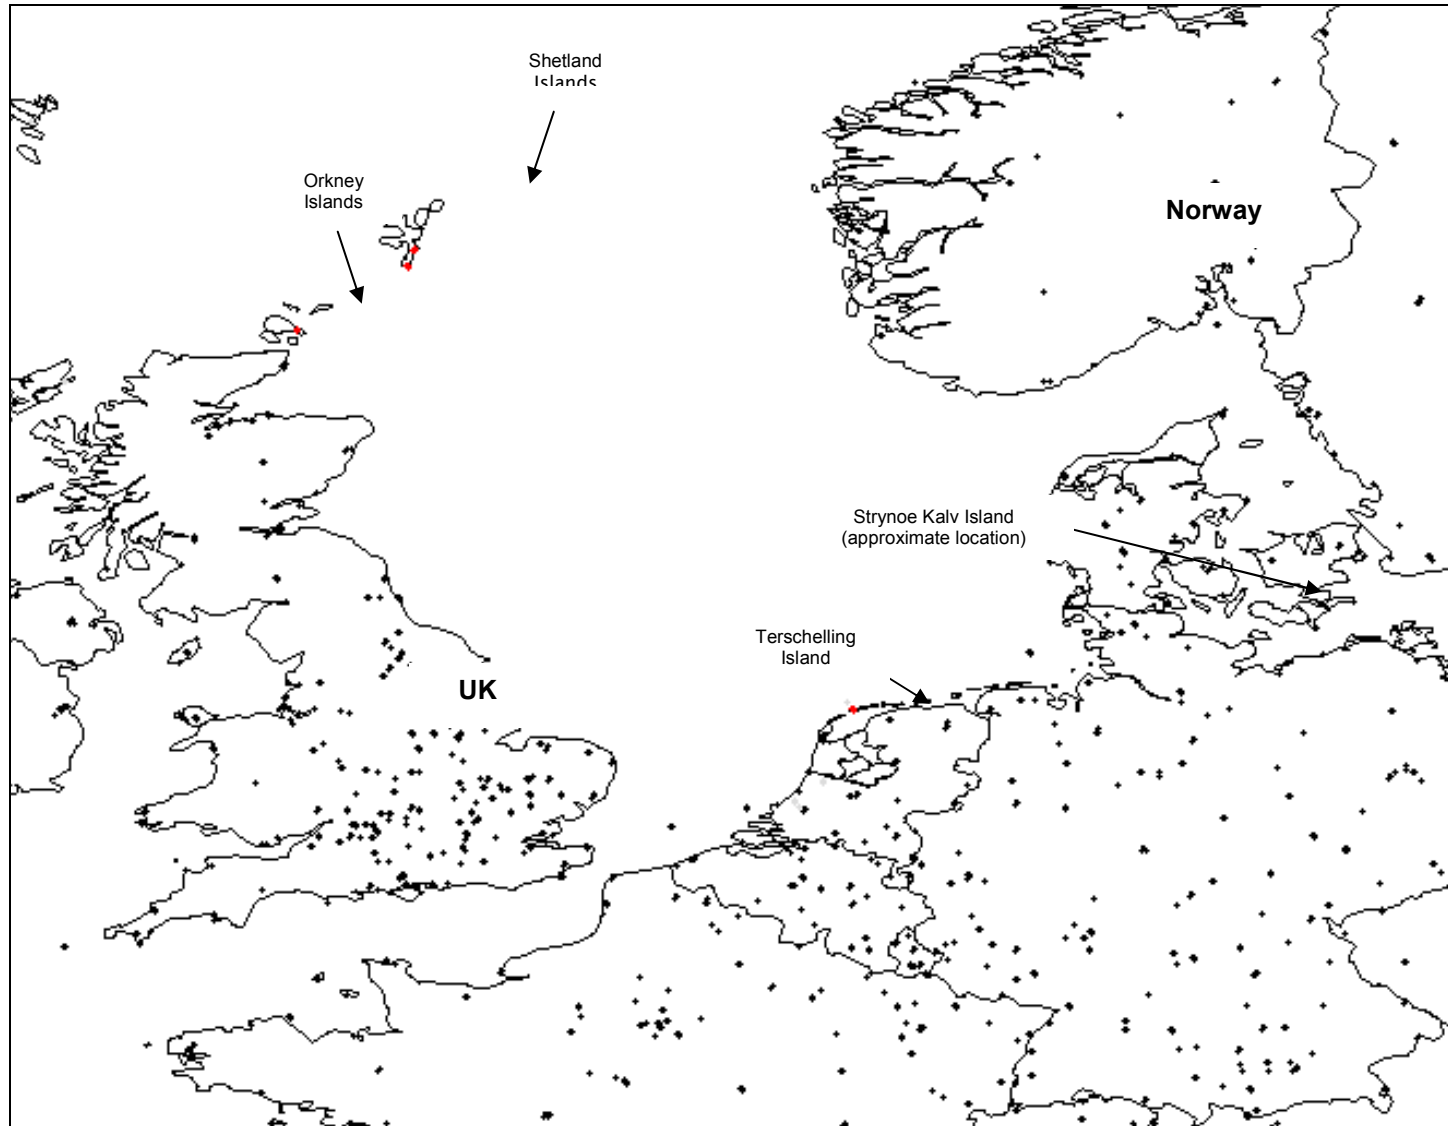 Shetland
Islands
Orkney
Islands
Norway
Strynoe Kalv Island
(approximate location)
Terschelling
Island
UK